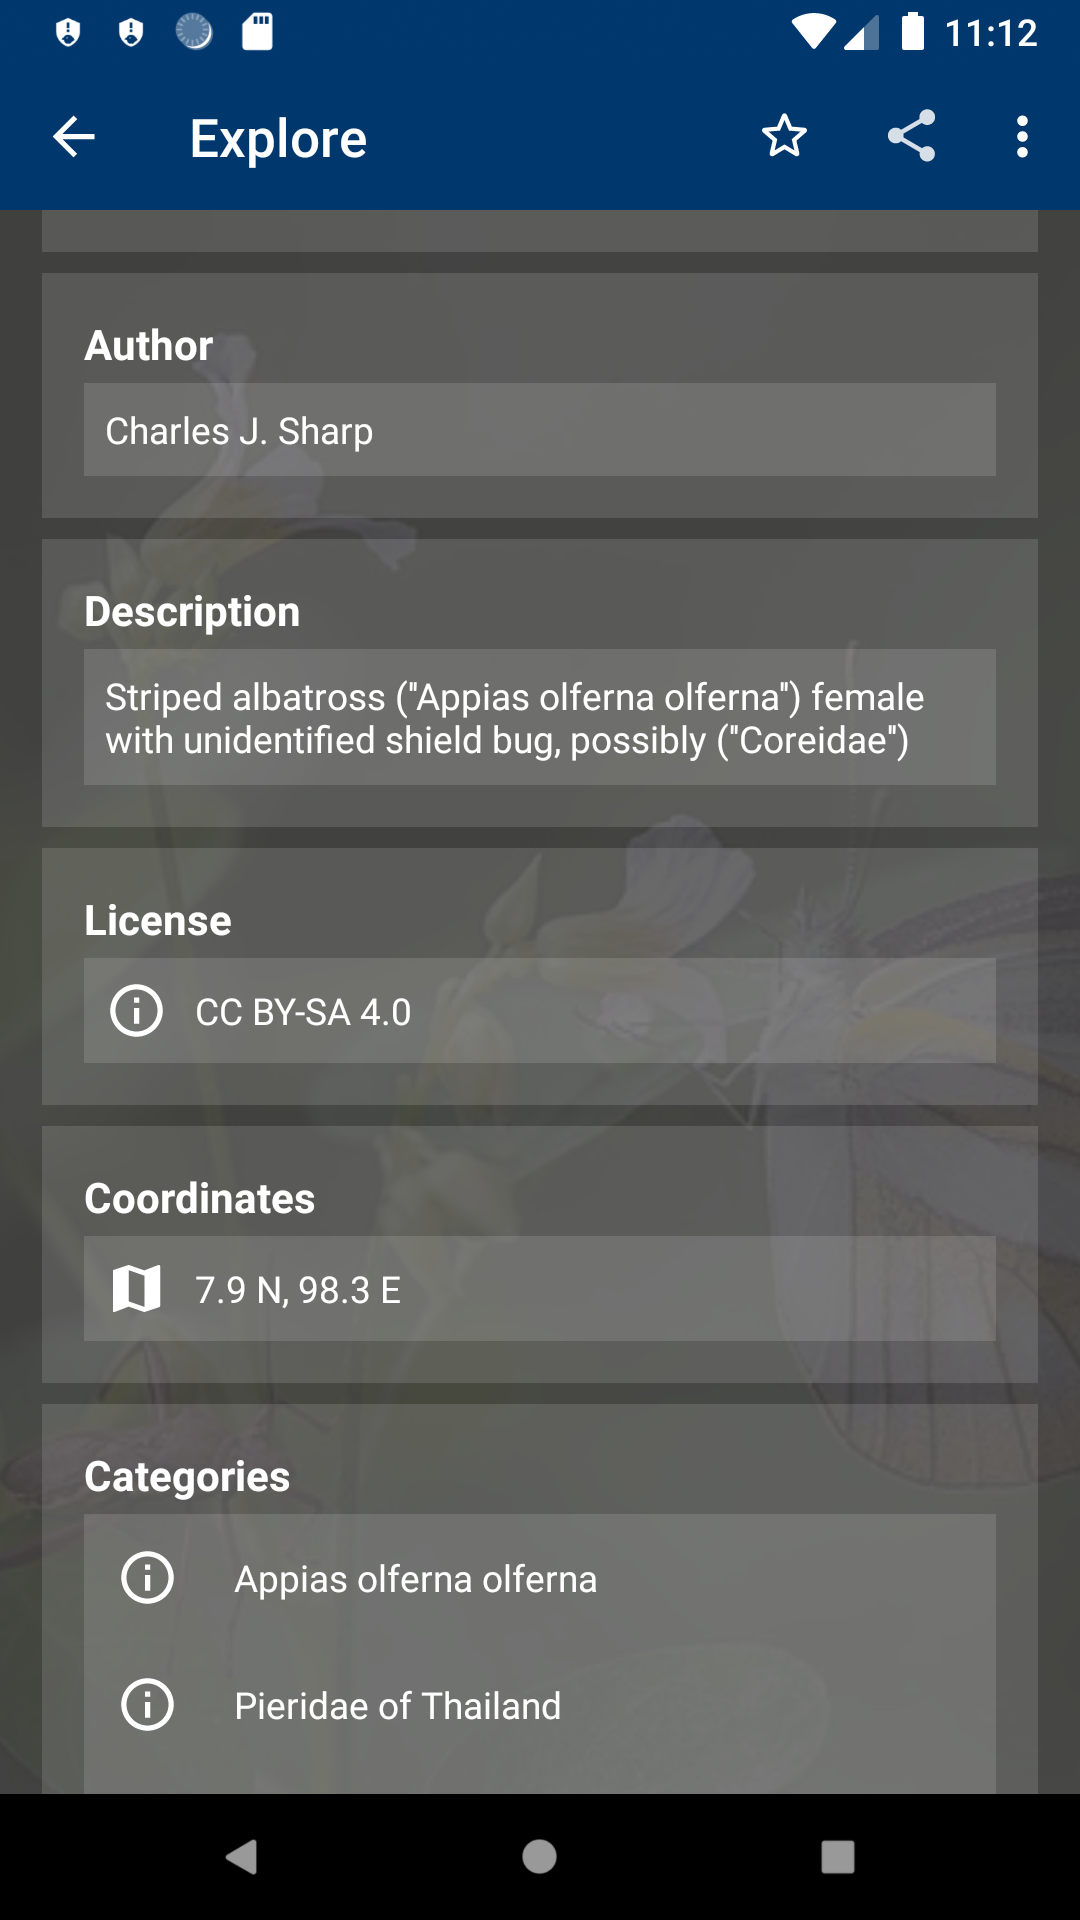 11:12
Explore
Author
Charles J. Sharp
Description
Striped albatross (''Appias olferna olferna'') female
with unidentified shield bug, possibly (''Coreidae'')
License
CC BY-SA 4.0
Coordinates
7.9 N, 98.3 E
Categories
Appias olferna olferna
Pieridae of Thailand